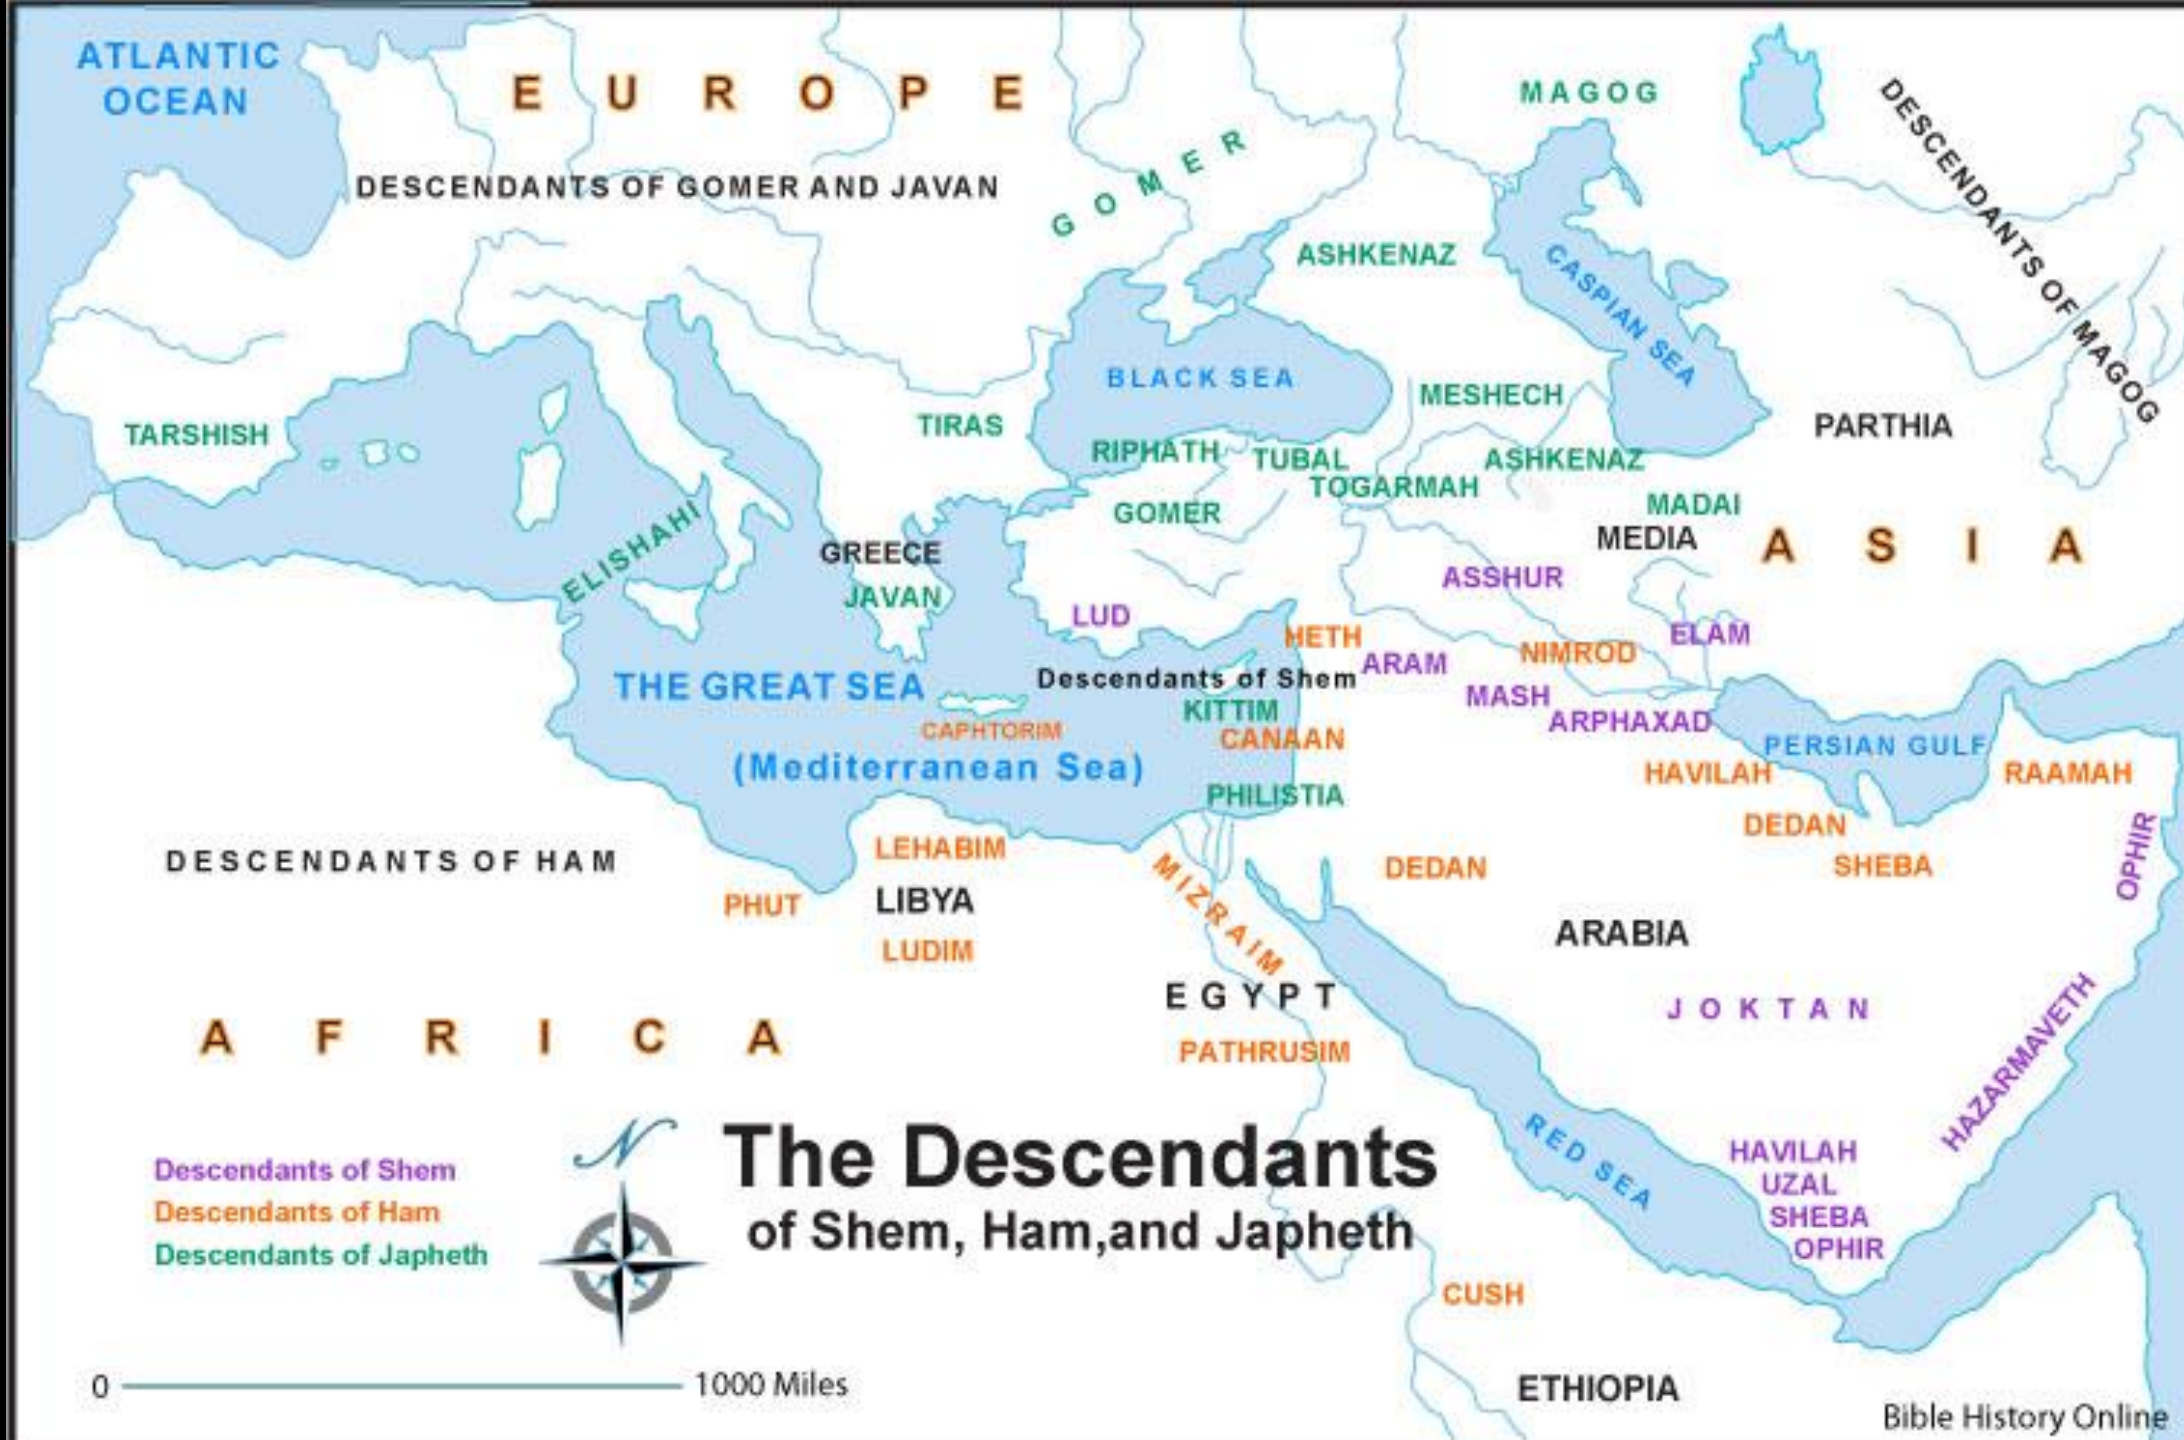 ATLANTIC
OCEAN
E U R O P E
MAGOG
DESCENDANTS OF MAGOG
DESCENDANTS OF GOMER AND JAVAN
GOMER
ASHKENAZ
CASPIAN SEA
BLACK SEA
MESHECH
TARSHISH
TIRAS
PARTHIA
RIPHATH
TUBAL
ASHKENAZ
TOGARMAH
GOMER
MADAI
MEDIA
A S I A
ELISHAHI
GREECE
JAVAN
ASSHUR
LUD
HETH
ELAM
NIMROD
ARAM
Descendants of Shem
THE GREAT SEA
MASH
KITTIM
ARPHAXAD
CAPHTORIM
CANAAN
PERSIAN GULF
(Mediterranean Sea)
HAVILAH
RAAMAH
PHILISTIA
DEDAN
LEHABIM
DESCENDANTS OF HAM
MIZRAIM
DEDAN
SHEBA
OPHIR
PHUT
LIBYA
ARABIA
LUDIM
EGYPT
JOKTAN
A F R I C A
PATHRUSIM
HAZARMAVETH
RED SEA
HAVILAH
UZAL
SHEBA
OPHIR
N
The Descendants
of Shem, Ham,and Japheth
Descendants of Shem
Descendants of Ham
Descendants of Japheth
CUSH
0
1000 Miles
ETHIOPIA
Bible History Online